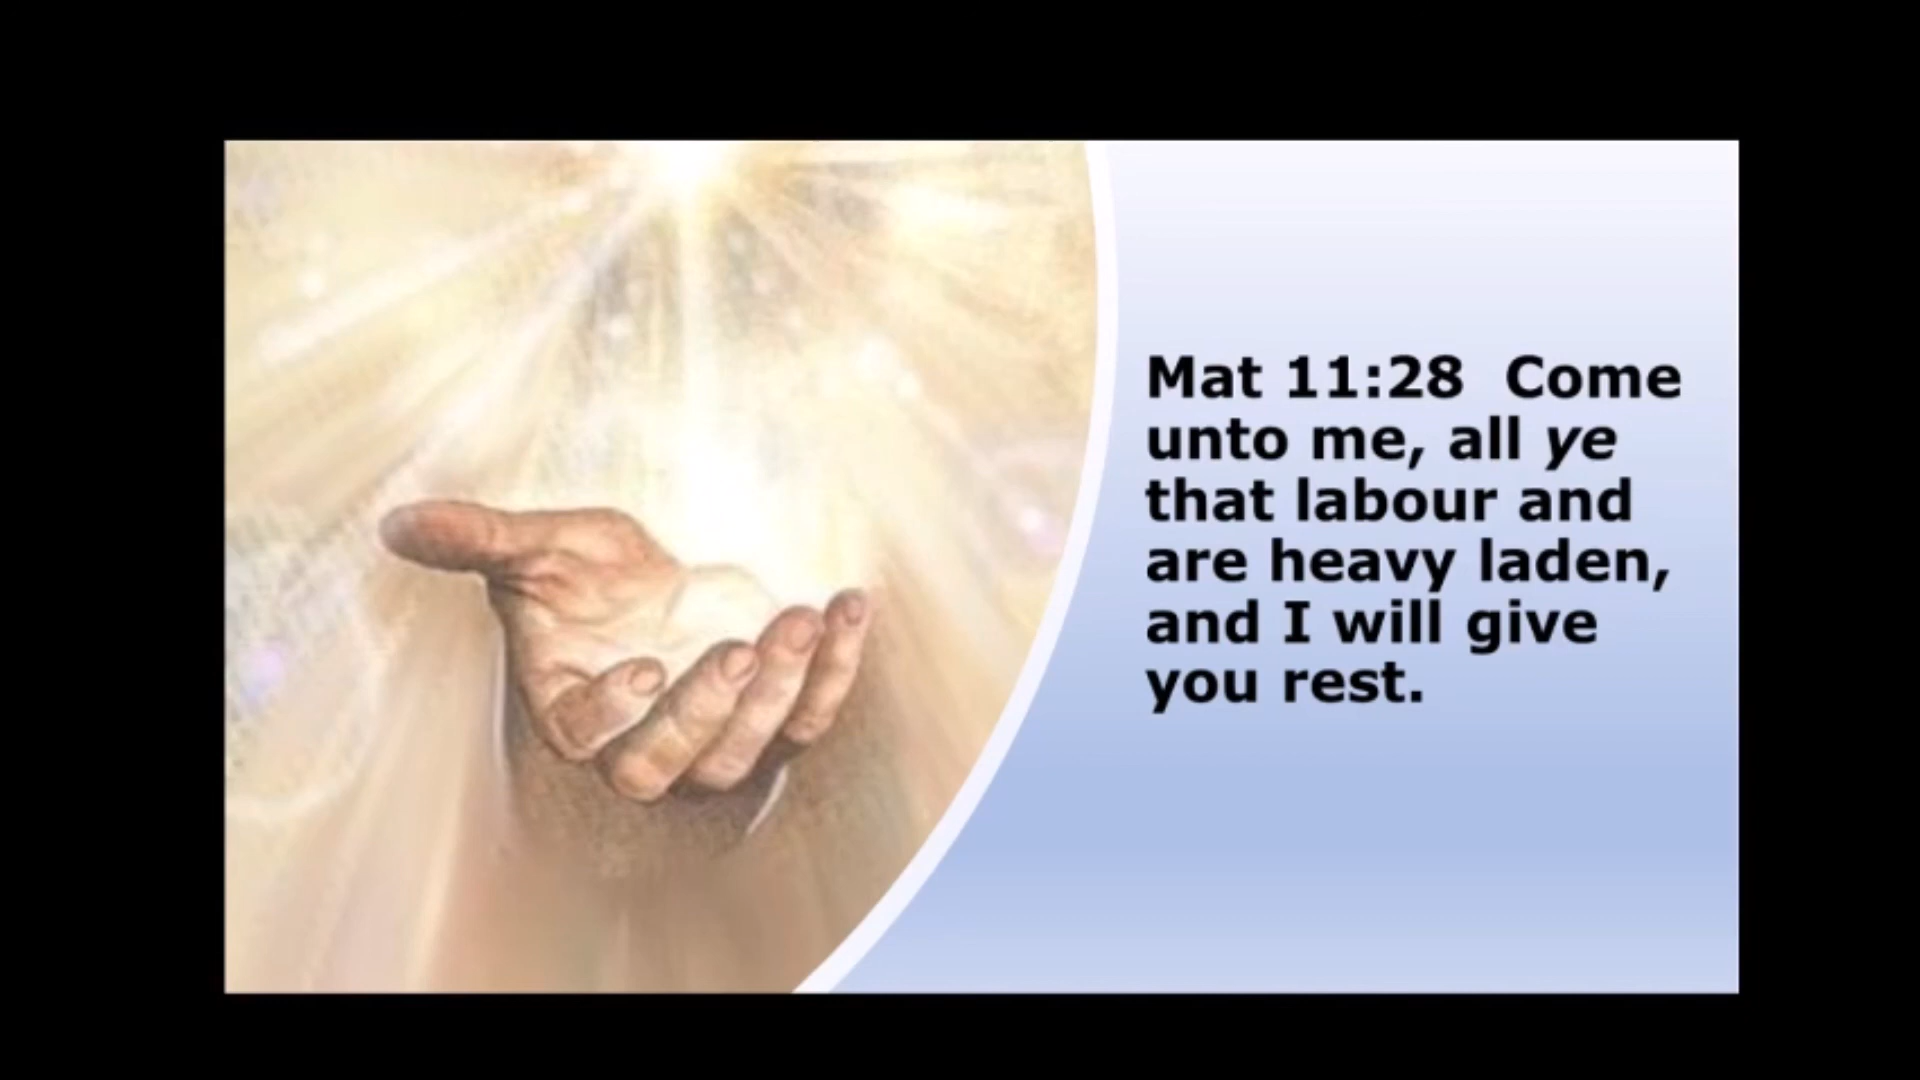 Mat 11:28  Come
unto me, all ye
that labour and
are heavy laden,
and I will give
you rest.